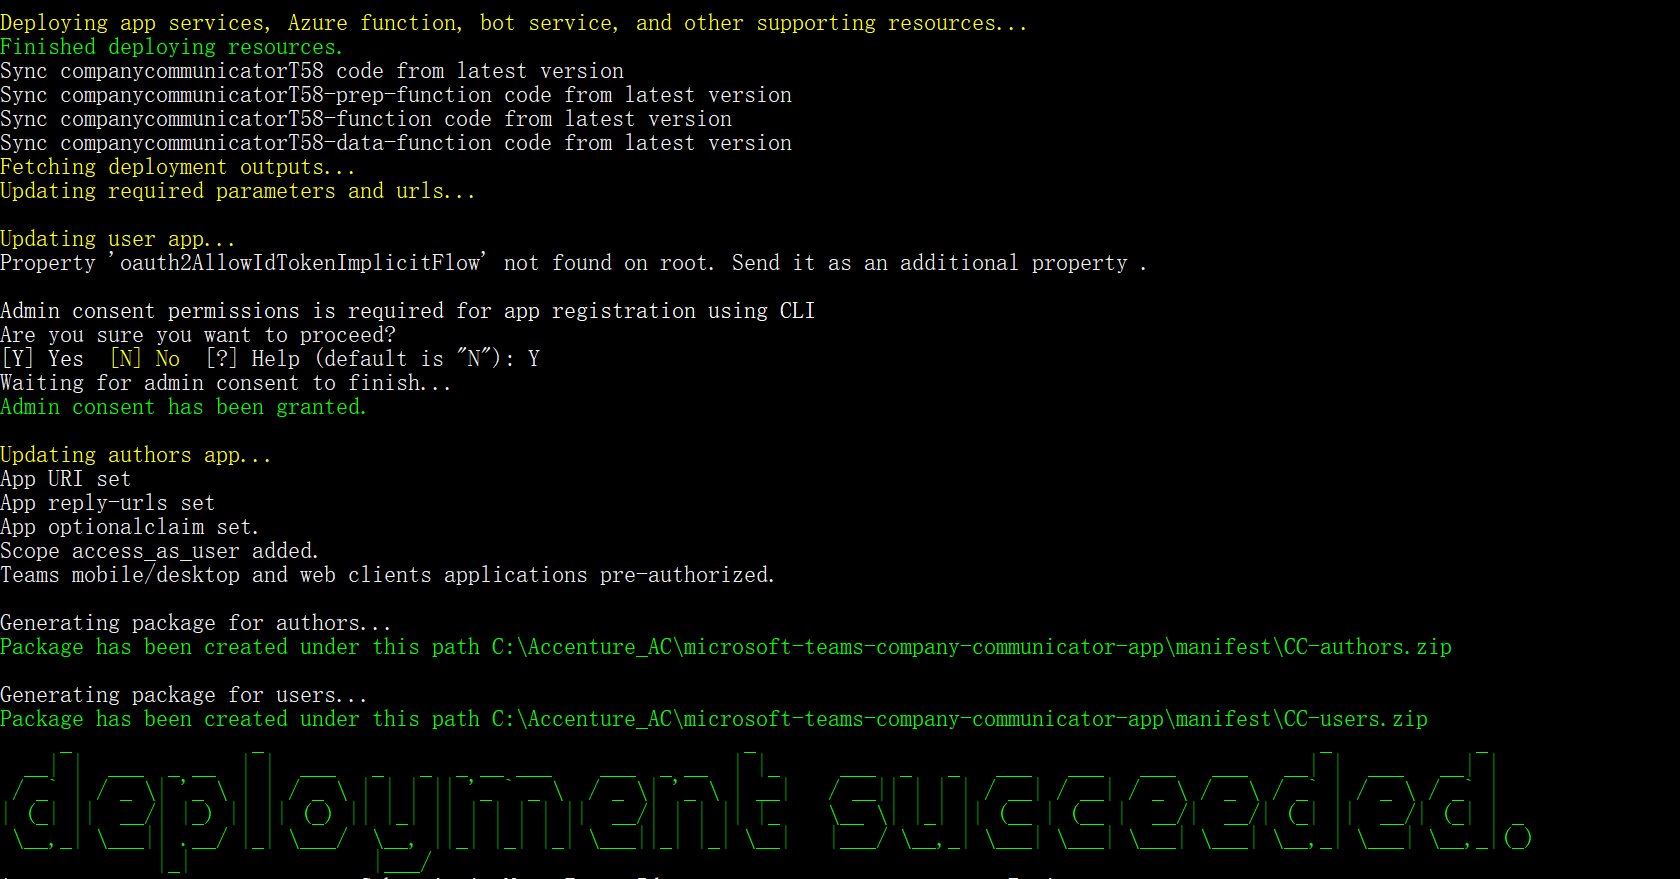 Deploying app services, Azure function, bot service, and other supporting resources...
Finished deploying resources.
Sync companycommunicatorT58 code from latest version
Sync companycommunicatorT58-prep-function code from latest version
Sync companycommunicatorT58-function code from latest version
Sync companycommunicatorT58-data-function code from latest version
Fetching deployment outputs...
Updating required parameters and urls...
Updating user app...
Property 'oauth2AllowIdTokenImplicitFlow' not found on root. Send it as an additional property .
Admin consent permissions is required for app registration using CLI
Are you sure you want to proceed?
[Y] Yes  [N] No  [?] Help (default is "N"): Y
Waiting for admin consent to finish...
Admin consent has been granted.
Updating authors app...
App URI set
App reply-urls set
App optionalclaim set.
Scope access_as_user added.
Teams mobile/desktop and web clients applications pre-authorized.
Generating package for authors...
Package has been created under this path C:\Accenture_AC\microsoft-teams-company-communicator-app\manifest\CC-authors.zip
Generating package for users...
Package has been created under this path C:\Accenture_AC\microsoft-teams-company-communicator-app\manifest\CC-users.zip
deployment succeeded.